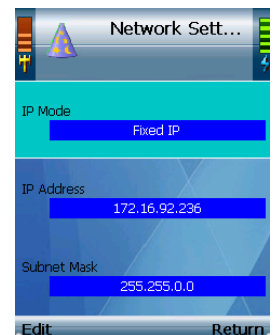 Network Sett...
IP Mode
Fixed IP
IP Address
172.16.92.236
Subnet Mask
255.255.0.0
Edit Return